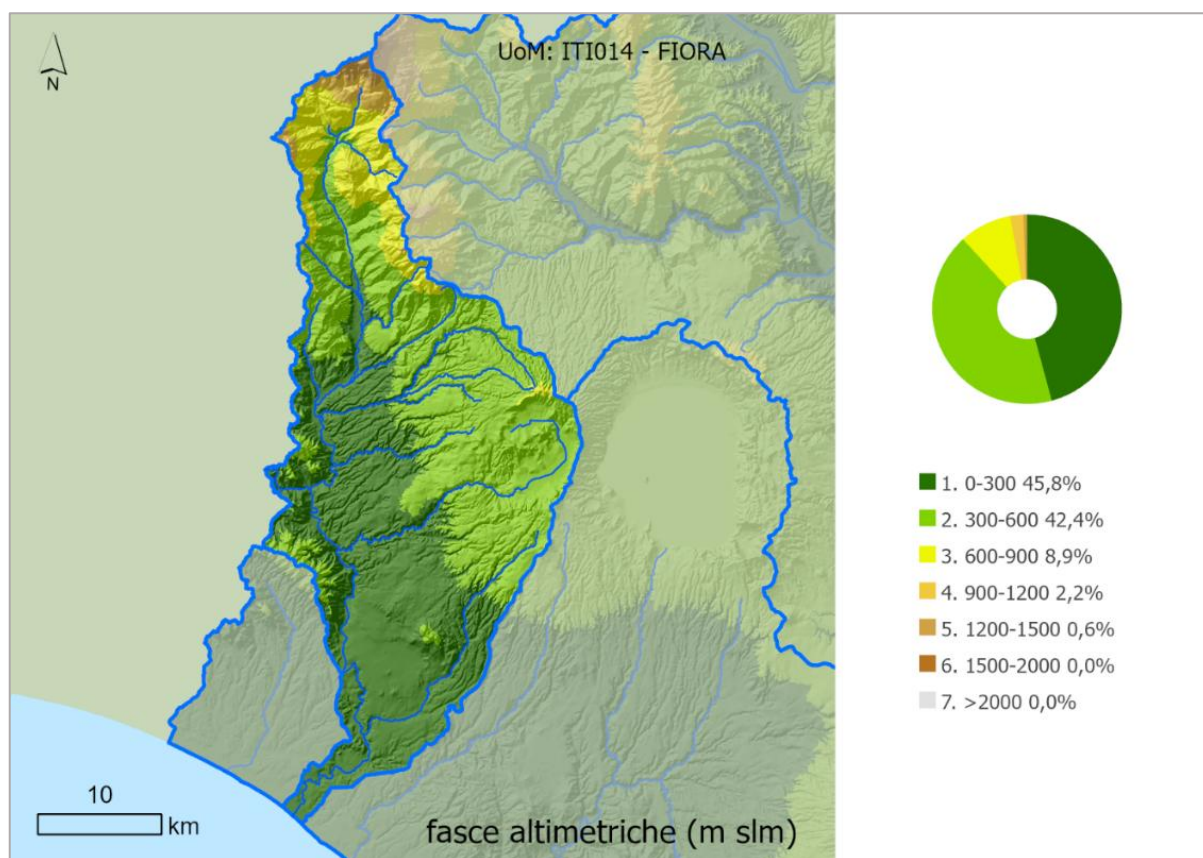 UoM: ITI014 - FIORA
N
1. 0-300 45,8%
2. 300-600 42,4%
3. 600-900 8,9%
4. 900-1200 2,2%
5. 1200-1500 0,6%
6. 1500-2000 0,0%
7. >2000 0,0%
10
km
fasce altimetriche (m slm)